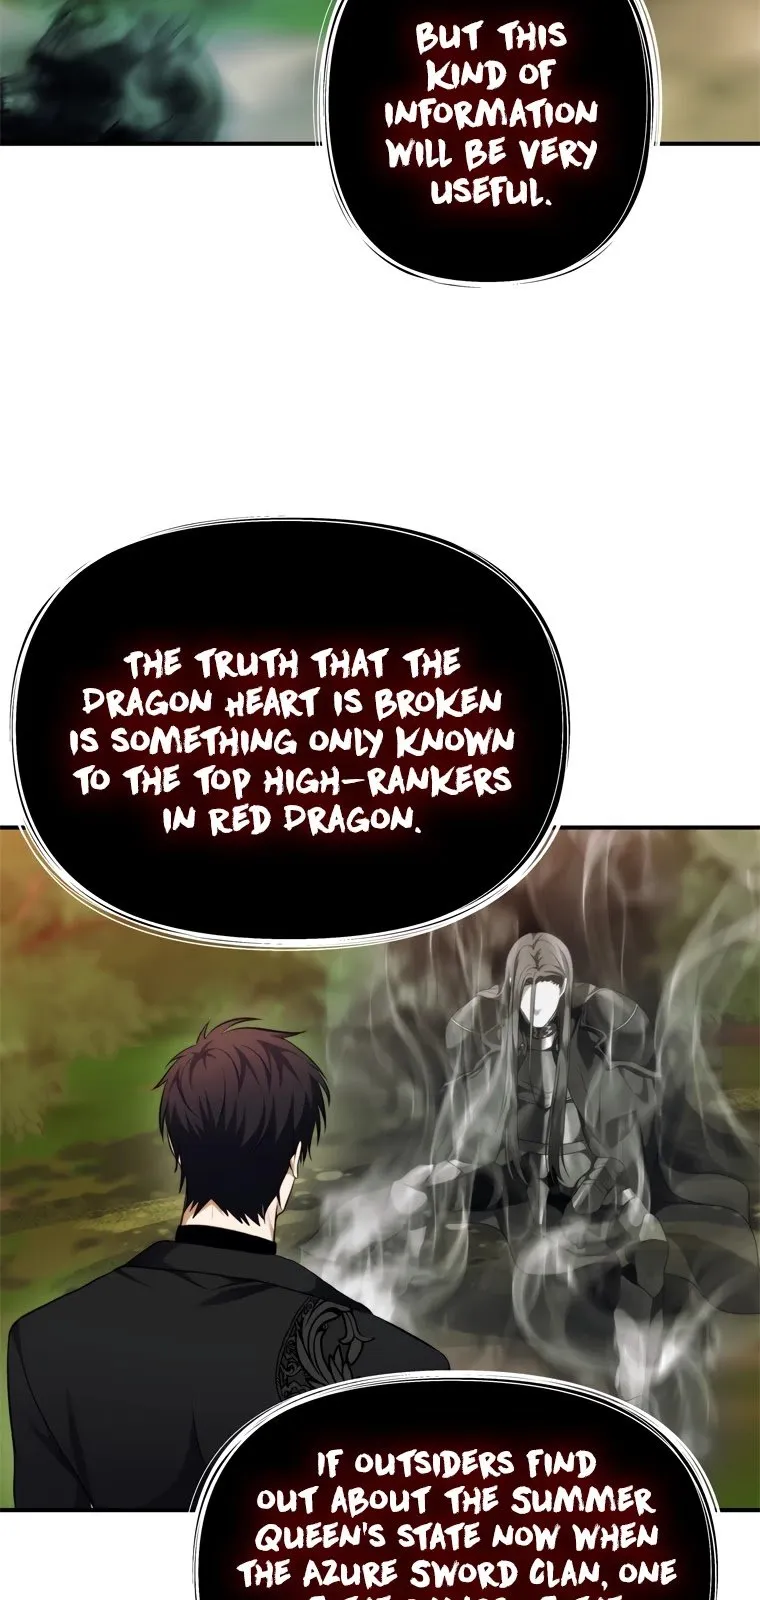 BUT THIS
KIND OF
INFORMATION
WILL BE VERY
USEFUL.
THE TRUTH THAT THE
DRAGON HEART IS BROKEN
IS SOMETHING ONLY KNOWN
TO THE TOP HIGH-RANKERS
IN RED DRAGON.
IF OUTSIDERS FIND
OUT ABOUT THE SUMMER
QUEEN'S STATE NOW WHEN
THE AZURE SWORD CLAN, ONE